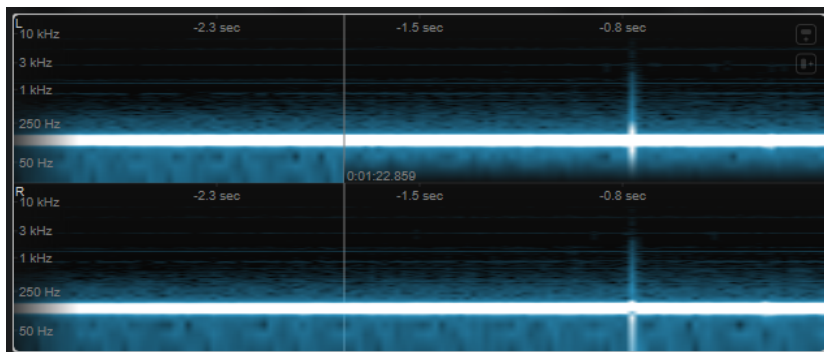 L
-2.3 sec -1.5 sec -0.8 sec
10 kHz
3 kHz
1 kHz
250 Hz
50 Hz
0:01:22.859
R
-2.3 sec -1.5 sec -0.8 sec
10 kHz
3 kHz
1 kHz
250 Hz
50 Hz